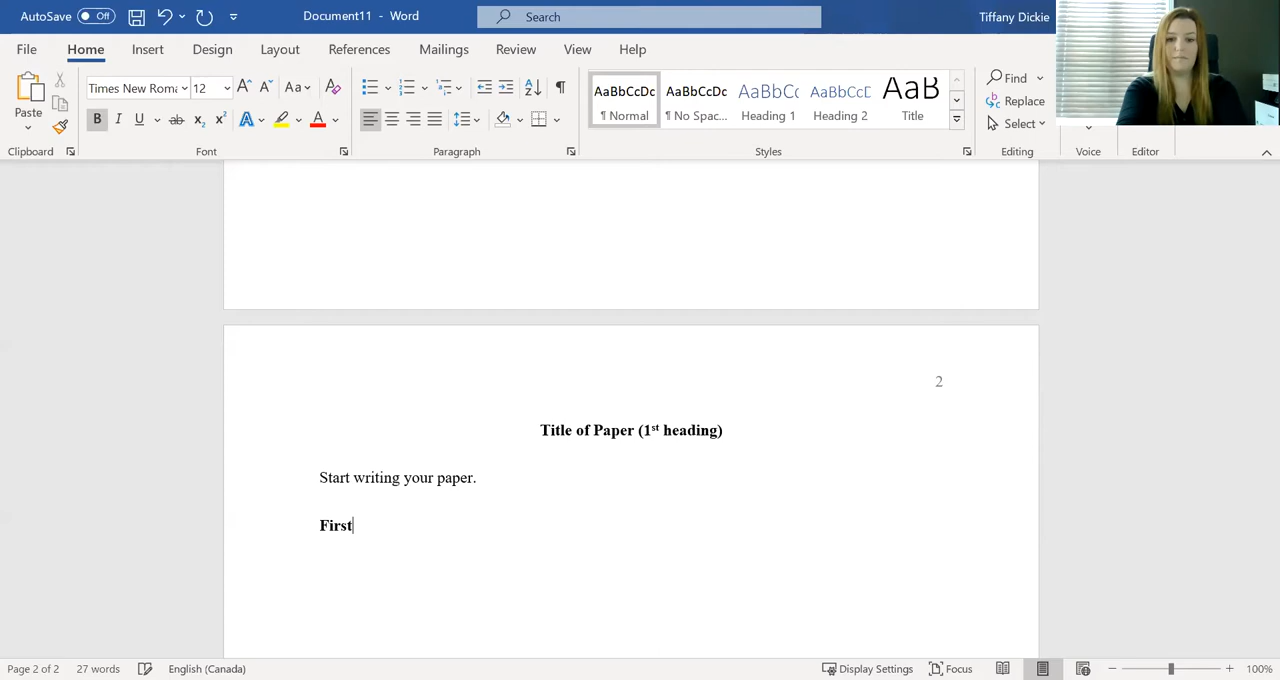 AutoSave Off Document11 - Word Search Tiffany Dickie
File Home Insert Design Layout References Mailings Review View Help
Paste
Times New Roma 12
AaBbCcDc AaBbCcDc AaBbCc AaBbCcD AaB
¶ Normal ¶ No Spac... Heading 1 Heading 2 Title
Find
Replace
Select
Clipboard Font Paragraph Styles Editing Voice Editor
2
Title of Paper (1st heading)
Start writing your paper.
First
Page 2 of 2 27 words English (Canada) Display Settings Focus 100%